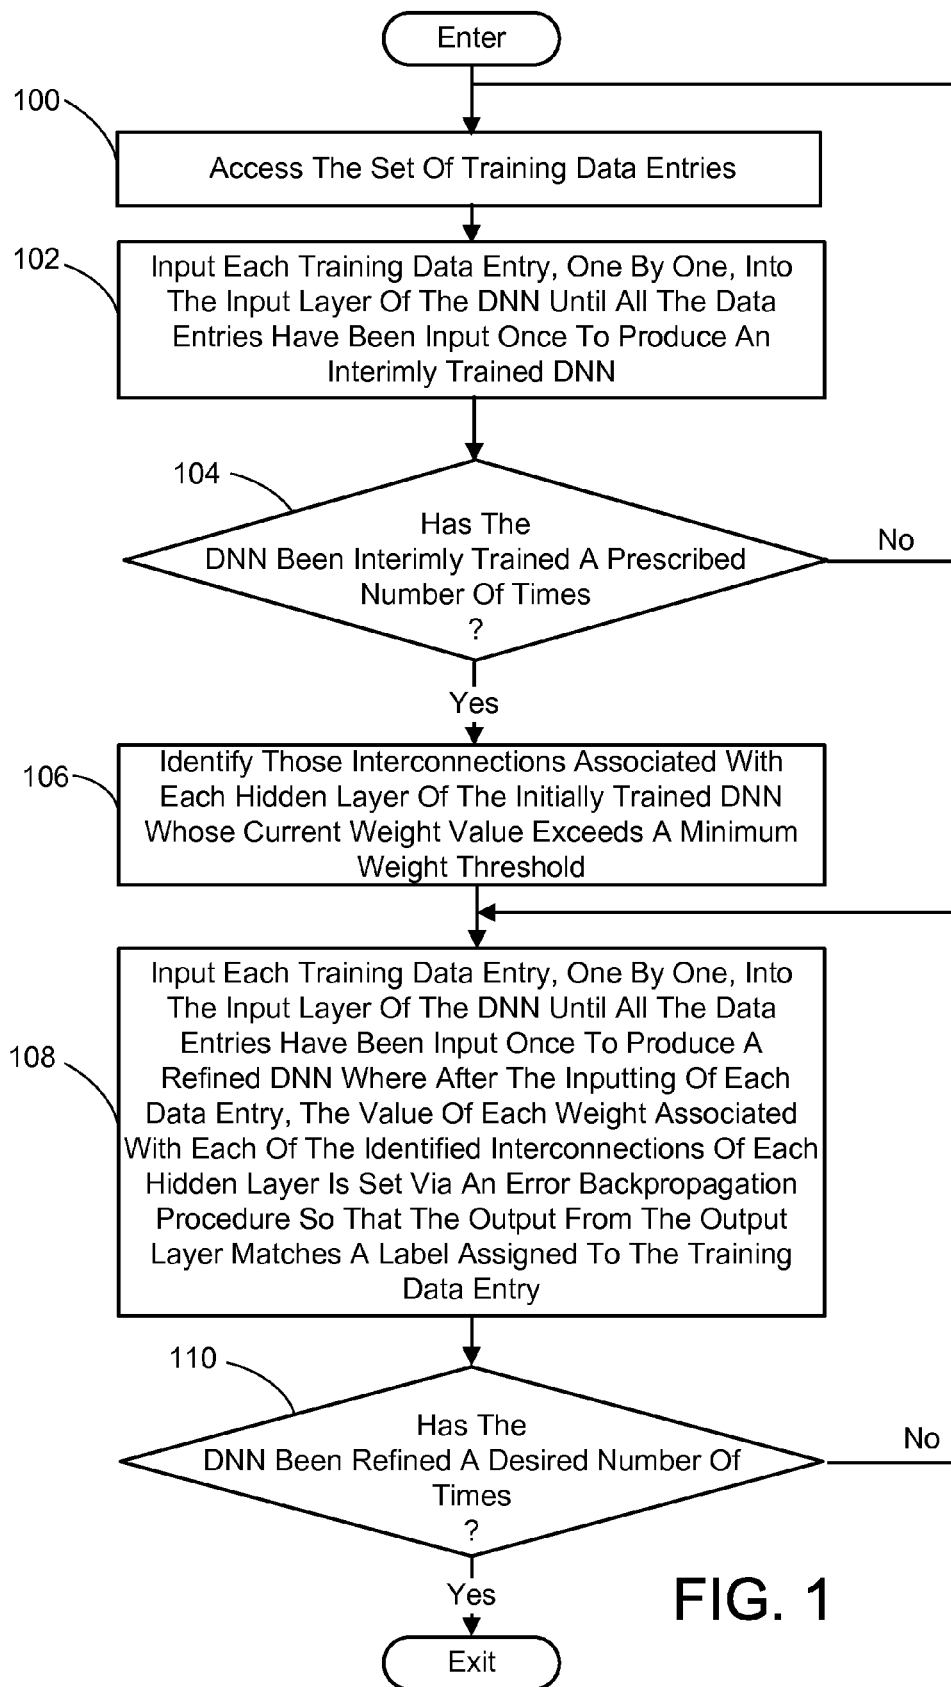 Enter
100
Access The Set Of Training Data Entries
102
Input Each Training Data Entry, One By One, Into
The Input Layer Of The DNN Until All The Data
Entries Have Been Input Once To Produce An
Interimly Trained DNN
104
Has The
DNN Been Interimly Trained A Prescribed
Number Of Times
?
No
Yes
106
Identify Those Interconnections Associated With
Each Hidden Layer Of The Initially Trained DNN
Whose Current Weight Value Exceeds A Minimum
Weight Threshold
108
Input Each Training Data Entry, One By One, Into
The Input Layer Of The DNN Until All The Data
Entries Have Been Input Once To Produce A
Refined DNN Where After The Inputting Of Each
Data Entry, The Value Of Each Weight Associated
With Each Of The Identified Interconnections Of Each
Hidden Layer Is Set Via An Error Backpropagation
Procedure So That The Output From The Output
Layer Matches A Label Assigned To The Training
Data Entry
110
Has The
DNN Been Refined A Desired Number Of
Times
?
No
Yes
Exit
FIG. 1